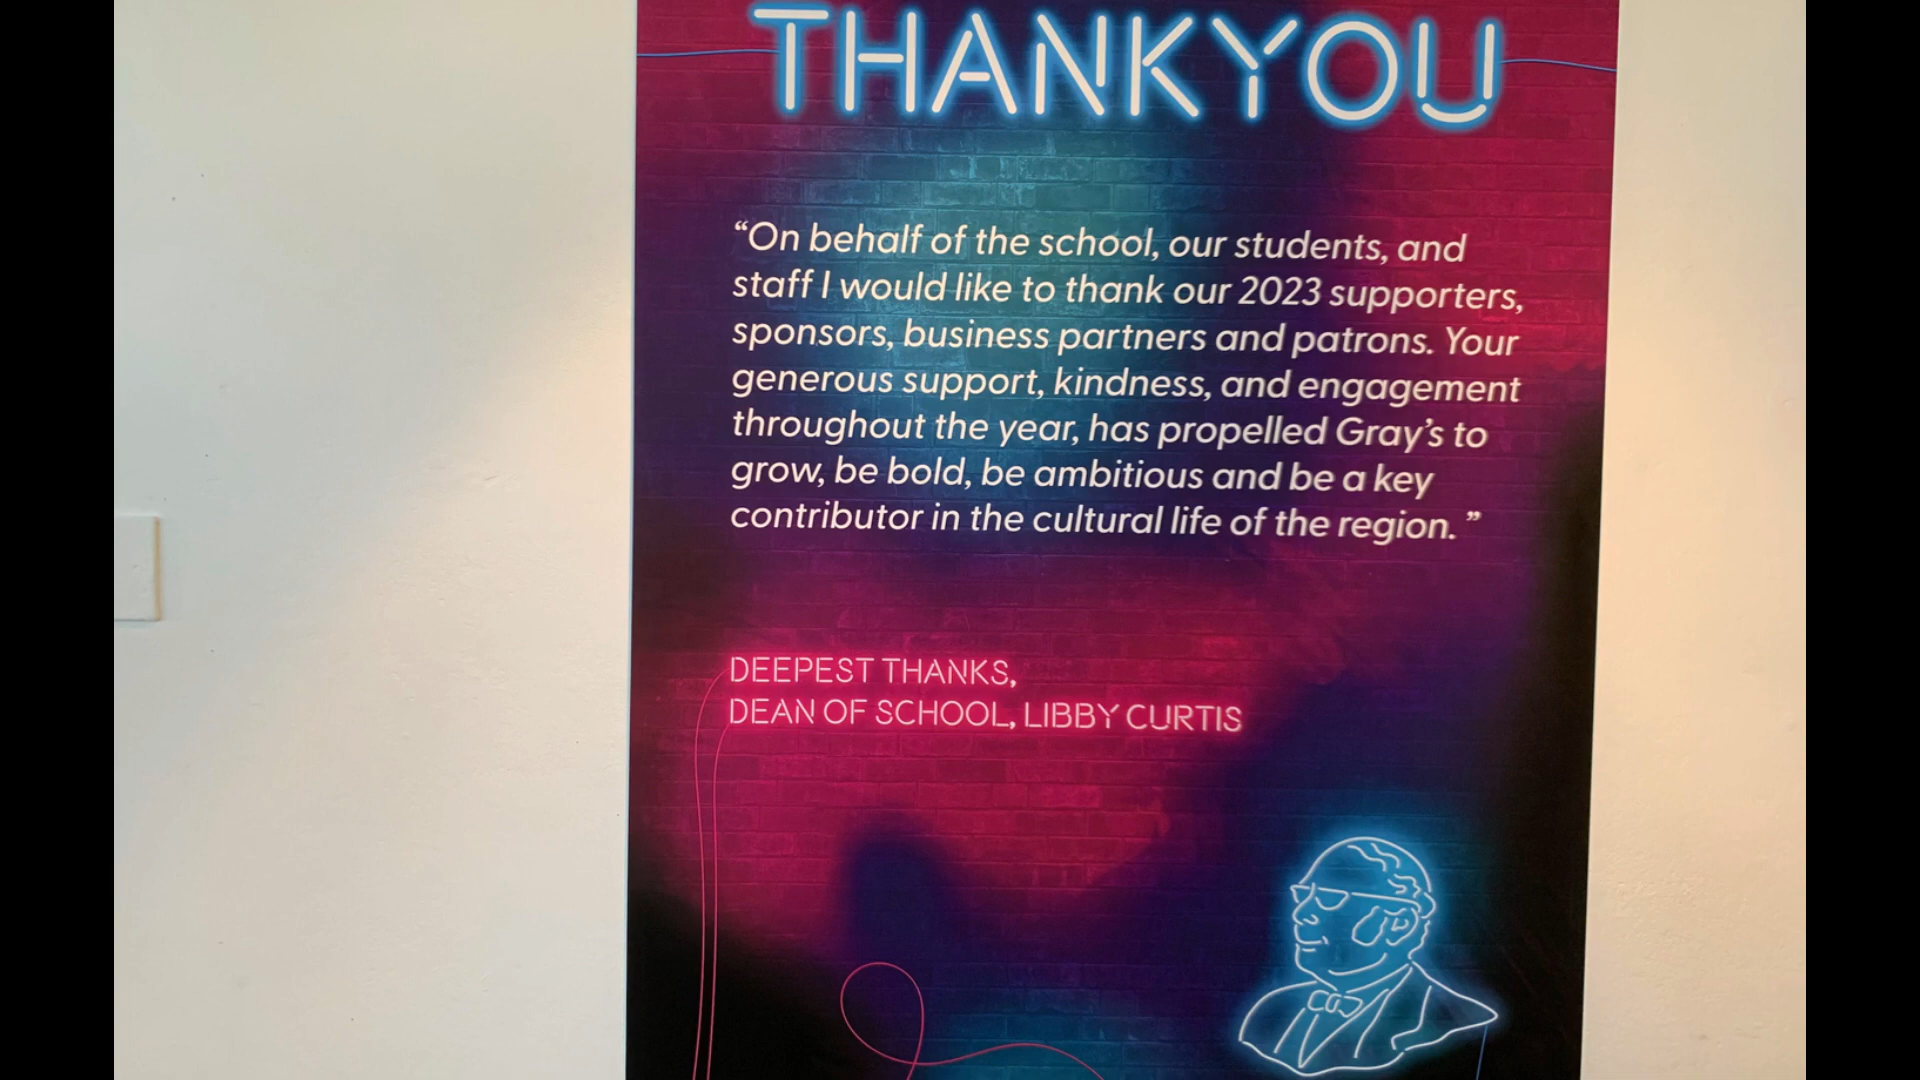 THANKYOU
“On behalf of the school, our students, and
staff I would like to thank our 2023 supporters,
sponsors, business partners and patrons. Your
generous support, kindness, and engagement
throughout the year, has propelled Gray’s to
grow, be bold, be ambitious and be a key
contributor in the cultural life of the region. ”
DEEPEST THANKS,
DEAN OF SCHOOL, LIBBY CURTIS